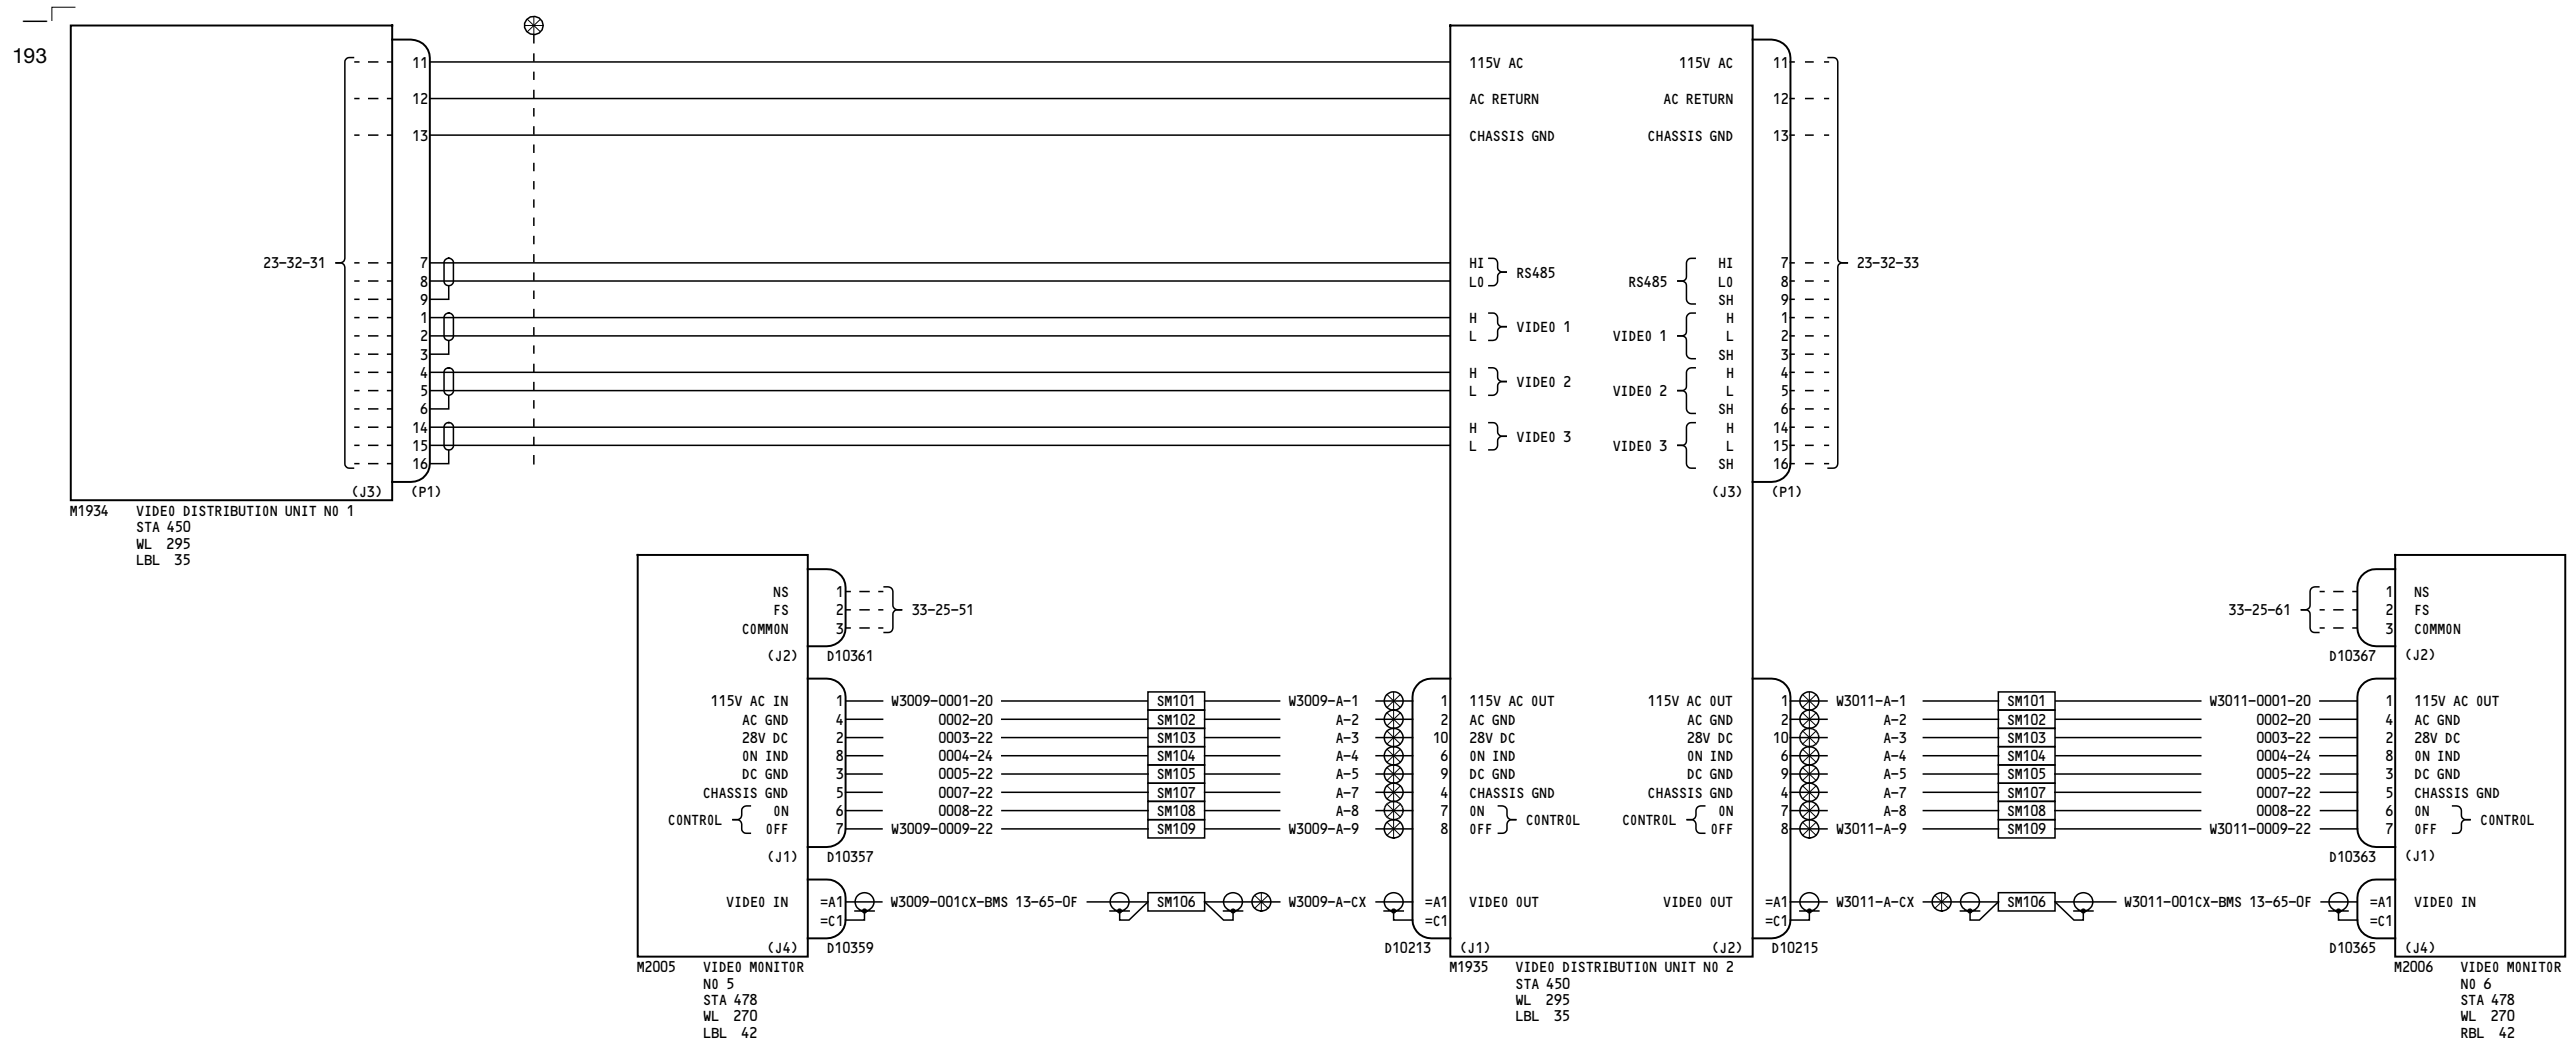 193
11 115V AC 115V AC 11
12 AC RETURN AC RETURN 12
13 CHASSIS GND CHASSIS GND 13
23-32-31 7 HI RS485 HI 7 23-32-33
8 LO RS485 LO 8
9 SH 9
1 H VIDEO 1 H 1
2 L VIDEO 1 L 2
3 SH 3
4 H VIDEO 2 H 4
5 L VIDEO 2 L 5
6 SH 6
14 H VIDEO 3 H 14
15 L VIDEO 3 L 15
16 SH 16
(J3) (P1) (J3) (P1)
M1934 VIDEO DISTRIBUTION UNIT NO 1
STA 450
WL 295
LBL 35
NS 1 1 NS
FS 2 33-25-51 33-25-61 2 FS
COMMON 3 3 COMMON
(J2) D10361 D10367 (J2)
115V AC IN 1 W3009-0001-20 SM101 W3009-A-1 1 115V AC OUT 115V AC OUT 1 W3011-A-1 SM101 W3011-0001-20 1 115V AC OUT
AC GND 4 0002-20 SM102 A-2 2 AC GND AC GND 2 A-2 SM102 0002-20 4 AC GND
28V DC 2 0003-22 SM103 A-3 10 28V DC 28V DC 10 A-3 SM103 0003-22 2 28V DC
ON IND 8 0004-24 SM104 A-4 6 ON IND ON IND 6 A-4 SM104 0004-24 8 ON IND
DC GND 3 0005-22 SM105 A-5 9 DC GND DC GND 9 A-5 SM105 0005-22 3 DC GND
CHASSIS GND 5 0007-22 SM107 A-7 4 CHASSIS GND CHASSIS GND 4 A-7 SM107 0007-22 5 CHASSIS GND
ON 6 0008-22 SM108 A-8 7 ON ON 7 A-8 SM108 0008-22 6 ON
CONTROL CONTROL CONTROL CONTROL
OFF 7 W3009-0009-22 SM109 W3009-A-9 8 OFF OFF 8 W3011-A-9 SM109 W3011-0009-22 7 OFF
(J1) D10357 D10363 (J1)
VIDEO IN =A1 W3009-001CX-BMS 13-65-0F SM106 W3009-A-CX =A1 VIDEO OUT VIDEO OUT =A1 W3011-A-CX SM106 W3011-001CX-BMS 13-65-0F =A1 VIDEO IN
=C1 =C1 =C1 =C1
(J4) D10359 D10213 (J1) (J2) D10215 D10365 (J4)
M2005 VIDEO MONITOR
NO 5
STA 478
WL 270
LBL 42
M1935 VIDEO DISTRIBUTION UNIT NO 2
STA 450
WL 295
LBL 35
M2006 VIDEO MONITOR
NO 6
STA 478
WL 270
RBL 42